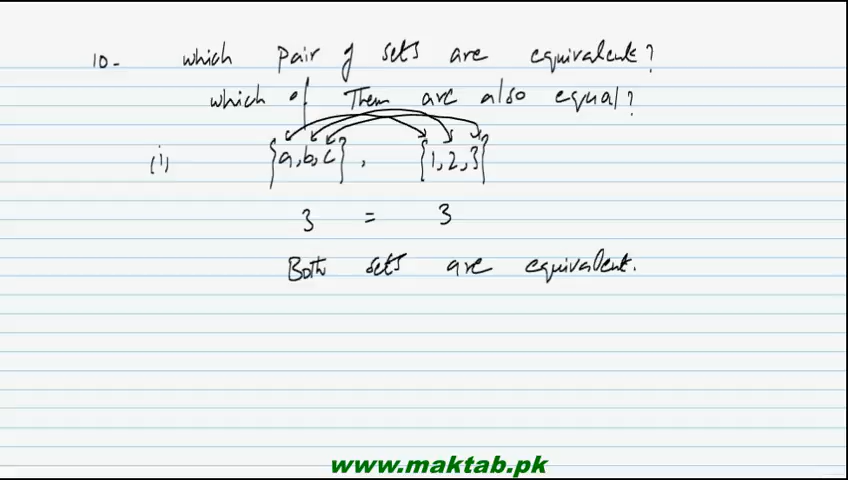 10- which pair of sets are equivalent?
which of Them are also equal?
(i) {a,b,c}, {1,2,3}
3 = 3
Both sets are equivalent.
www.maktab.pk